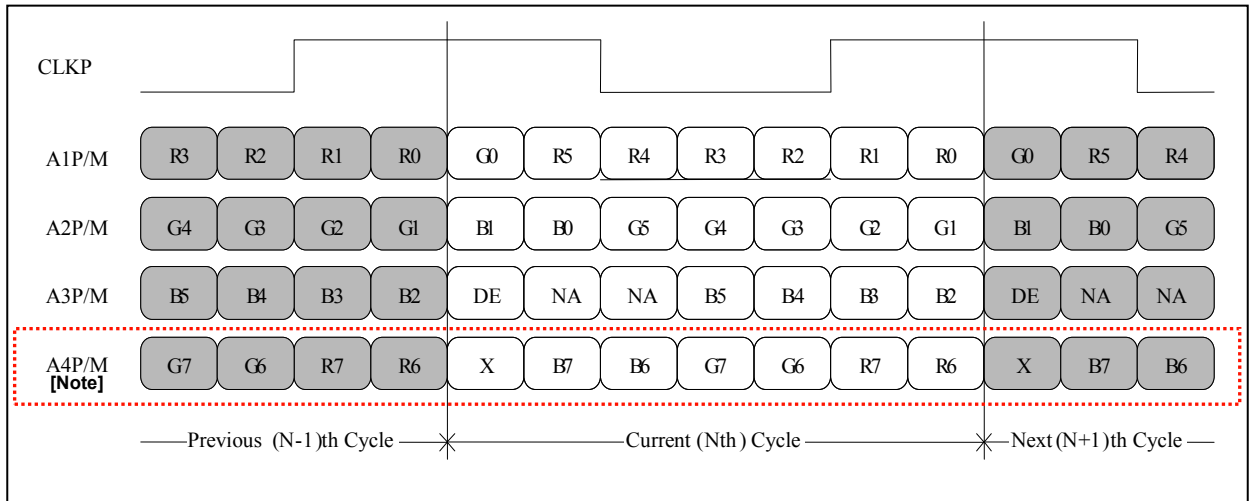 CLKP
A1P/M R3 R2 R1 R0 G0 R5 R4 R3 R2 R1 R0 G0 R5 R4
A2P/M G4 G3 G2 G1 B1 B0 G5 G4 G3 G2 G1 B1 B0 G5
A3P/M B5 B4 B3 B2 DE NA NA B5 B4 B3 B2 DE NA NA
A4P/M G7 G6 R7 R6 X B7 B6 G7 G6 R7 R6 X B7 B6
[Note]
Previous (N-1)th Cycle Current (Nth) Cycle Next (N+1)th Cycle